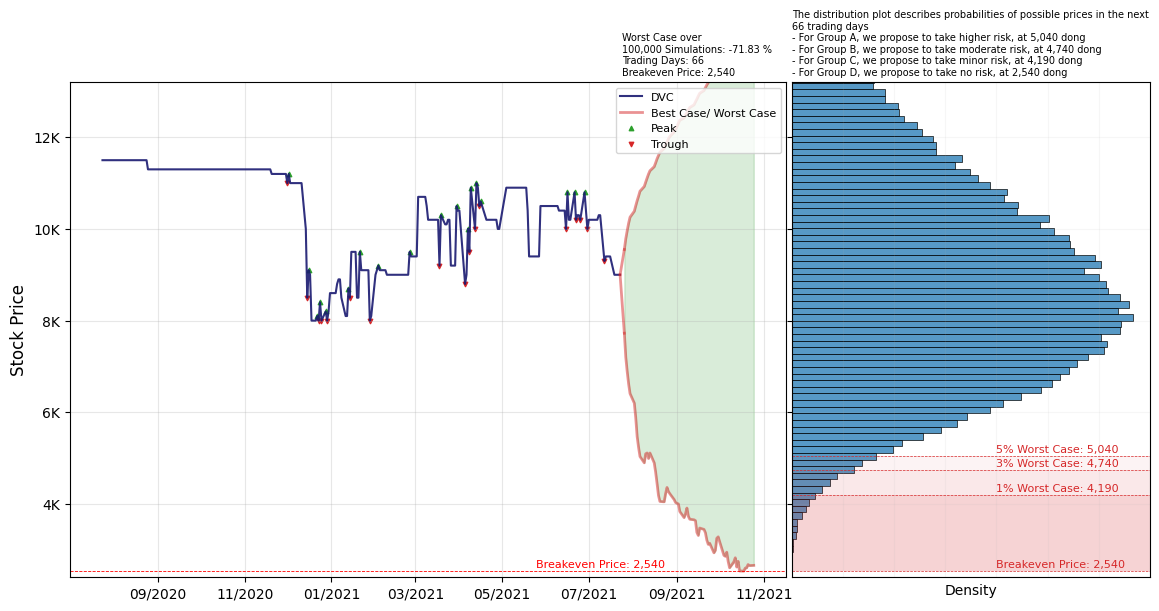 The distribution plot describes probabilities of possible prices in the next
66 trading days
- For Group A, we propose to take higher risk, at 5,040 dong
- For Group B, we propose to take moderate risk, at 4,740 dong
- For Group C, we propose to take minor risk, at 4,190 dong
- For Group D, we propose to take no risk, at 2,540 dong
Worst Case over
100,000 Simulations: -71.83 %
Trading Days: 66
Breakeven Price: 2,540
DVC
Best Case/ Worst Case
Peak
Trough
Stock Price
12K
10K
8K
6K
4K
Breakeven Price: 2,540
09/2020
11/2020
01/2021
03/2021
05/2021
07/2021
09/2021
11/2021
5% Worst Case: 5,040
3% Worst Case: 4,740
1% Worst Case: 4,190
Breakeven Price: 2,540
Density